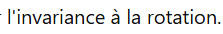 l'invariance à la rotation.